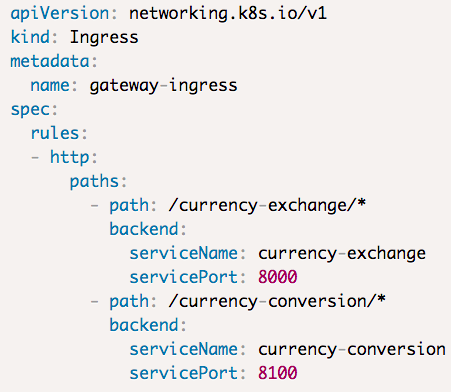 apiVersion: networking.k8s.io/v1
kind: Ingress
metadata:
  name: gateway-ingress
spec:
  rules:
  - http:
      paths:
        - path: /currency-exchange/*
          backend:
            serviceName: currency-exchange
            servicePort: 8000
        - path: /currency-conversion/*
          backend:
            serviceName: currency-conversion
            servicePort: 8100